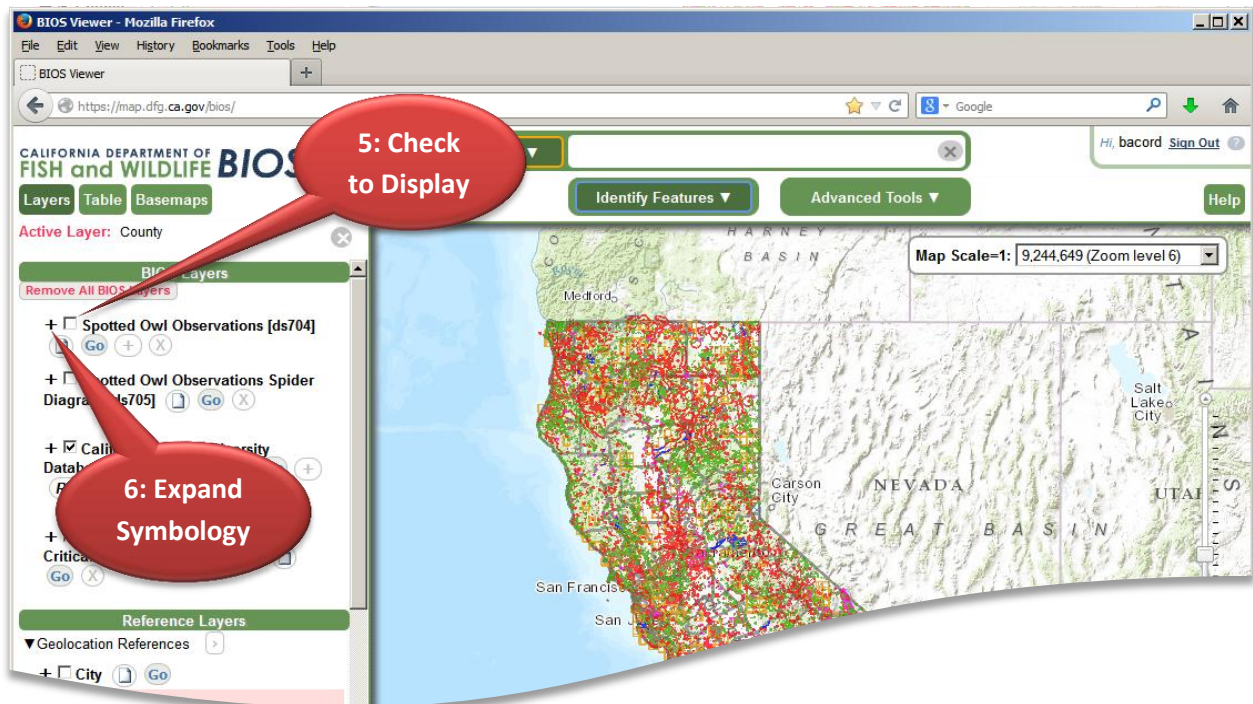 BIOS Viewer - Mozilla Firefox
File Edit View History Bookmarks Tools Help
BIOS Viewer +
https://map.dfg.ca.gov/bios/
Google
CALIFORNIA DEPARTMENT OF
FISH and WILDLIFE BIOS
5: Check
to Display
Hi, bacord Sign Out ?
Layers Table Basemaps
Identify Features ▼
Advanced Tools ▼
Help
Active Layer: County
Map Scale=1: 9,244,649 (Zoom level 6)
Layers
Remove All BIOS Layers
+ Spotted Owl Observations [ds704]
Go + X
+ Spotted Owl Observations Spider
[ds705] Go X
+
6: Expand
Symbology
+
Go X
Reference Layers
▼Geolocation References >
+ City Go
HARNEY
BASIN
Medford
Salt
Lake
City
Carson
City
NEVADA
GREAT BASIN
Sacramento
San
San